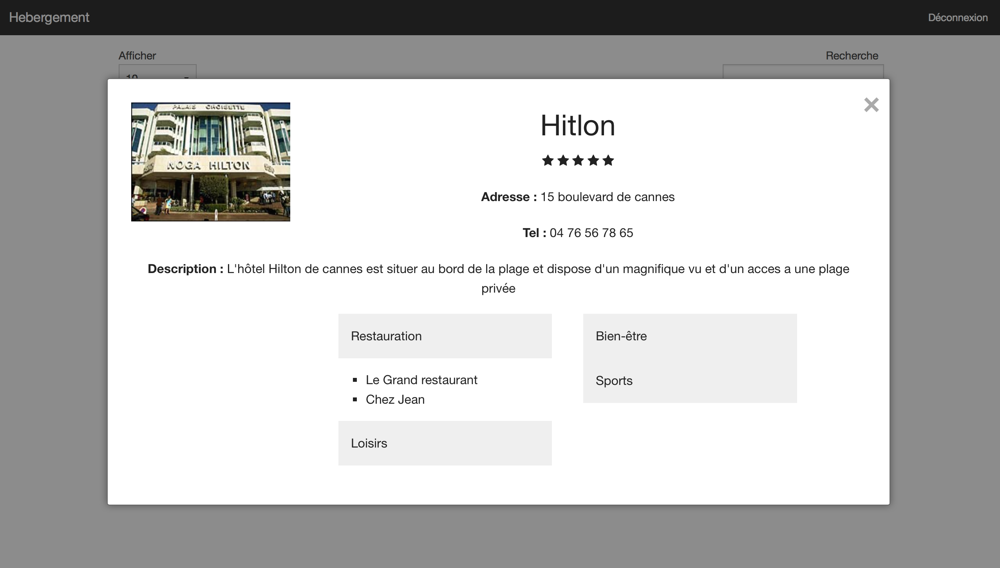 Hebergement
Déconnexion
Afficher
Recherche
10
PALAIS CROISETTE
NOGA HILTON
Hitlon
Adresse : 15 boulevard de cannes
Tel : 04 76 56 78 65
Description : L'hôtel Hilton de cannes est situer au bord de la plage et dispose d'un magnifique vu et d'un acces a une plage
privée
Restauration
Le Grand restaurant
Chez Jean
Loisirs
Bien-être
Sports